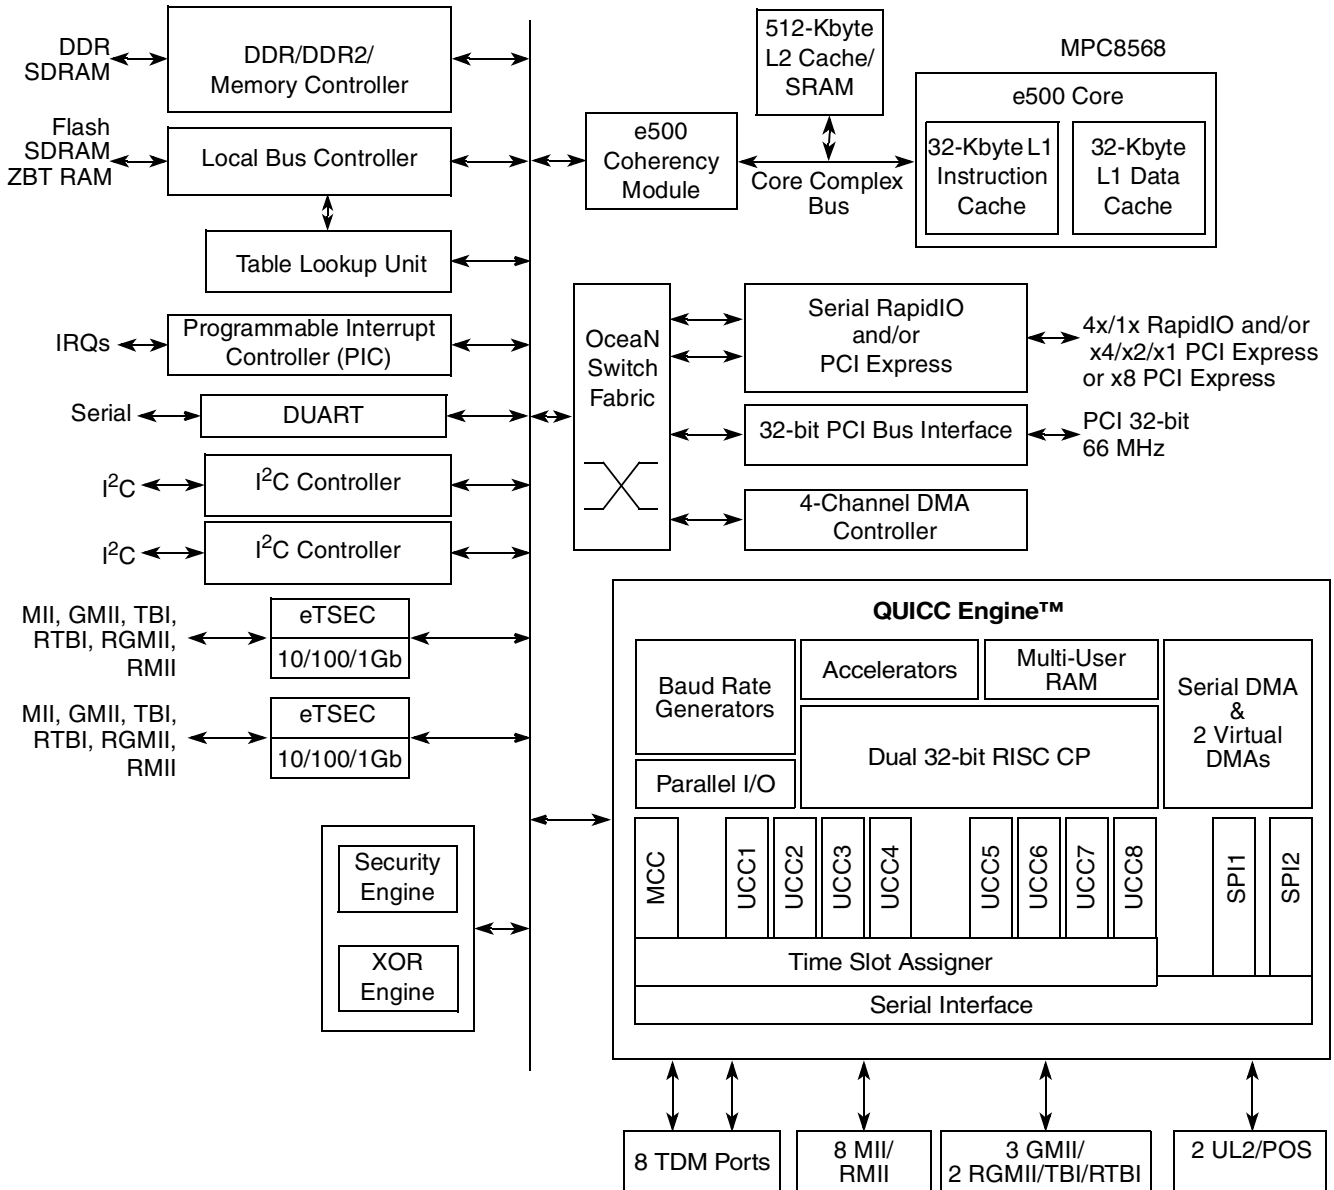 DDR
SDRAM
DDR/DDR2/
Memory Controller
Flash
SDRAM
ZBT RAM
Local Bus Controller
Table Lookup Unit
IRQs
Programmable Interrupt
Controller (PIC)
Serial
DUART
I2C
I2C Controller
I2C
I2C Controller
MII, GMII, TBI,
RTBI, RGMII,
RMII
eTSEC
10/100/1Gb
MII, GMII, TBI,
RTBI, RGMII,
RMII
eTSEC
10/100/1Gb
Security
Engine
XOR
Engine
512-Kbyte
L2 Cache/
SRAM
e500
Coherency
Module
Core Complex
Bus
MPC8568
e500 Core
32-Kbyte L1
Instruction
Cache
32-Kbyte
L1 Data
Cache
OceaN
Switch
Fabric
Serial RapidIO
and/or
PCI Express
4x/1x RapidIO and/or
x4/x2/x1 PCI Express
or x8 PCI Express
32-bit PCI Bus Interface
PCI 32-bit
66 MHz
4-Channel DMA
Controller
QUICC Engine™
Baud Rate
Generators
Accelerators
Multi-User
RAM
Serial DMA
&
2 Virtual
DMAs
Parallel I/O
Dual 32-bit RISC CP
MCC
UCC1
UCC2
UCC3
UCC4
UCC5
UCC6
UCC7
UCC8
SPI1
SPI2
Time Slot Assigner
Serial Interface
8 TDM Ports
8 MII/
RMII
3 GMII/
2 RGMII/TBI/RTBI
2 UL2/POS